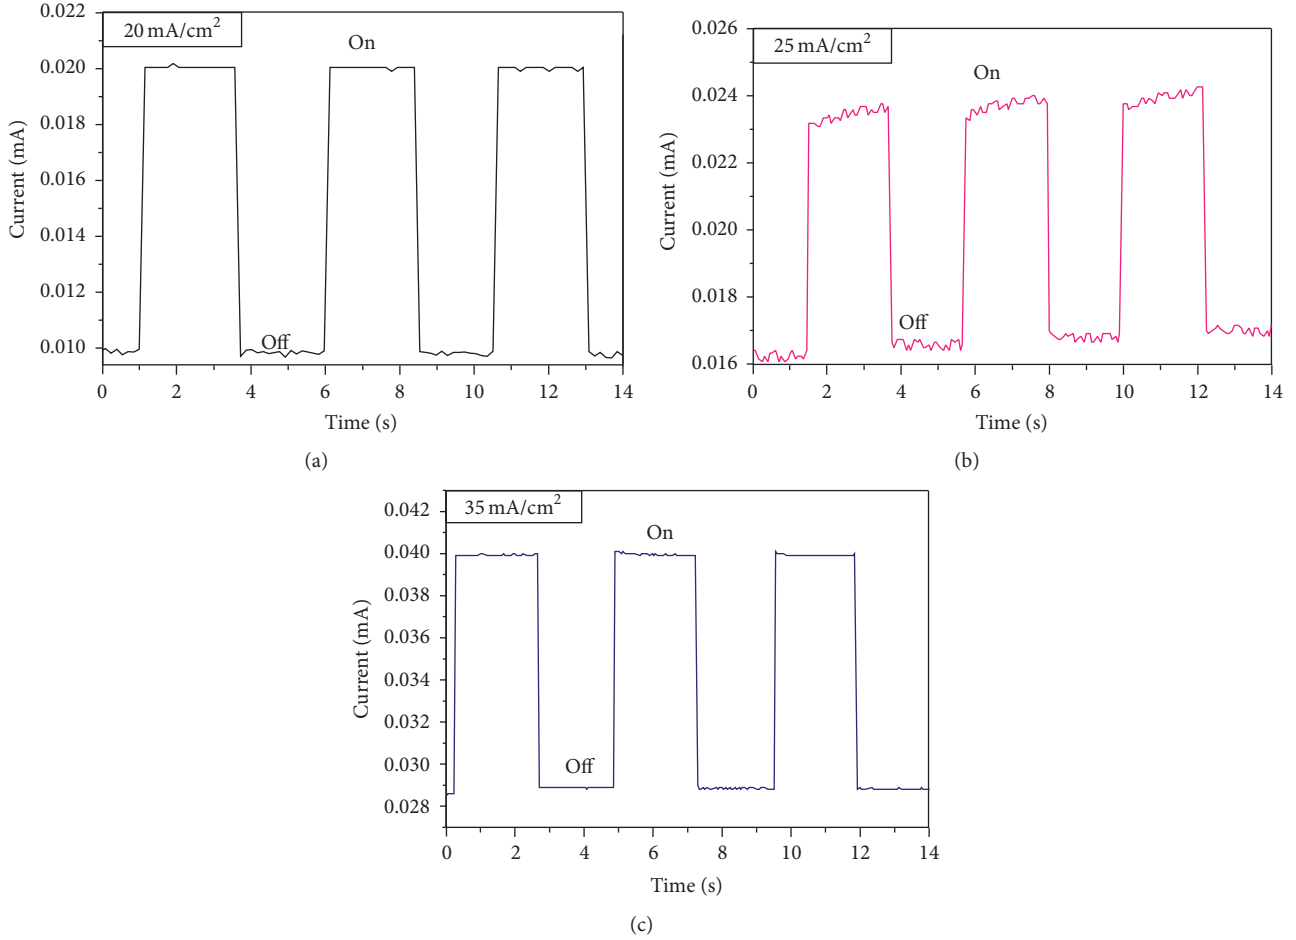 20 mA/cm²
On
Off
0.022
0.020
0.018
0.016
0.014
0.012
0.010
Current (mA)
0 2 4 6 8 10 12 14
Time (s)
(a)
25 mA/cm²
On
Off
0.026
0.024
0.022
0.020
0.018
0.016
Current (mA)
0 2 4 6 8 10 12 14
Time (s)
(b)
35 mA/cm²
On
Off
0.042
0.040
0.038
0.036
0.034
0.032
0.030
0.028
Current (mA)
0 2 4 6 8 10 12 14
Time (s)
(c)